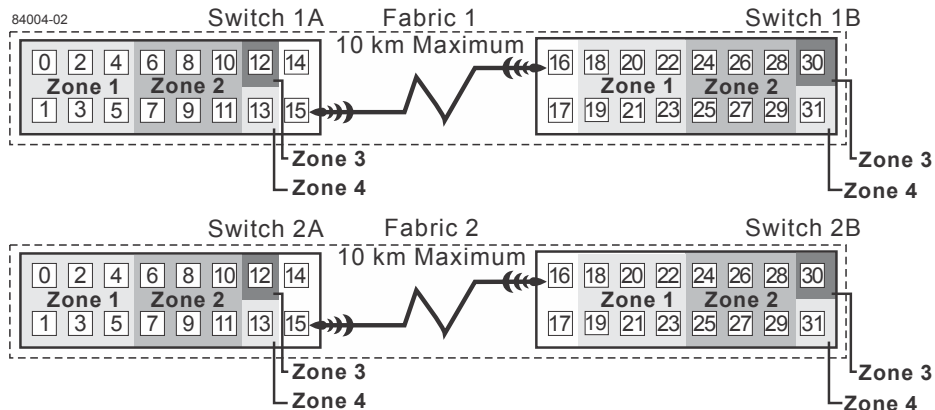 84004-02
Switch 1A Fabric 1 Switch 1B
10 km Maximum
0 2 4 6 8 10 12 14 16 18 20 22 24 26 28 30
Zone 1 Zone 2 Zone 1 Zone 2
1 3 5 7 9 11 13 15 17 19 21 23 25 27 29 31
Zone 3 Zone 3
Zone 4 Zone 4
Switch 2A Fabric 2 Switch 2B
10 km Maximum
0 2 4 6 8 10 12 14 16 18 20 22 24 26 28 30
Zone 1 Zone 2 Zone 1 Zone 2
1 3 5 7 9 11 13 15 17 19 21 23 25 27 29 31
Zone 3 Zone 3
Zone 4 Zone 4